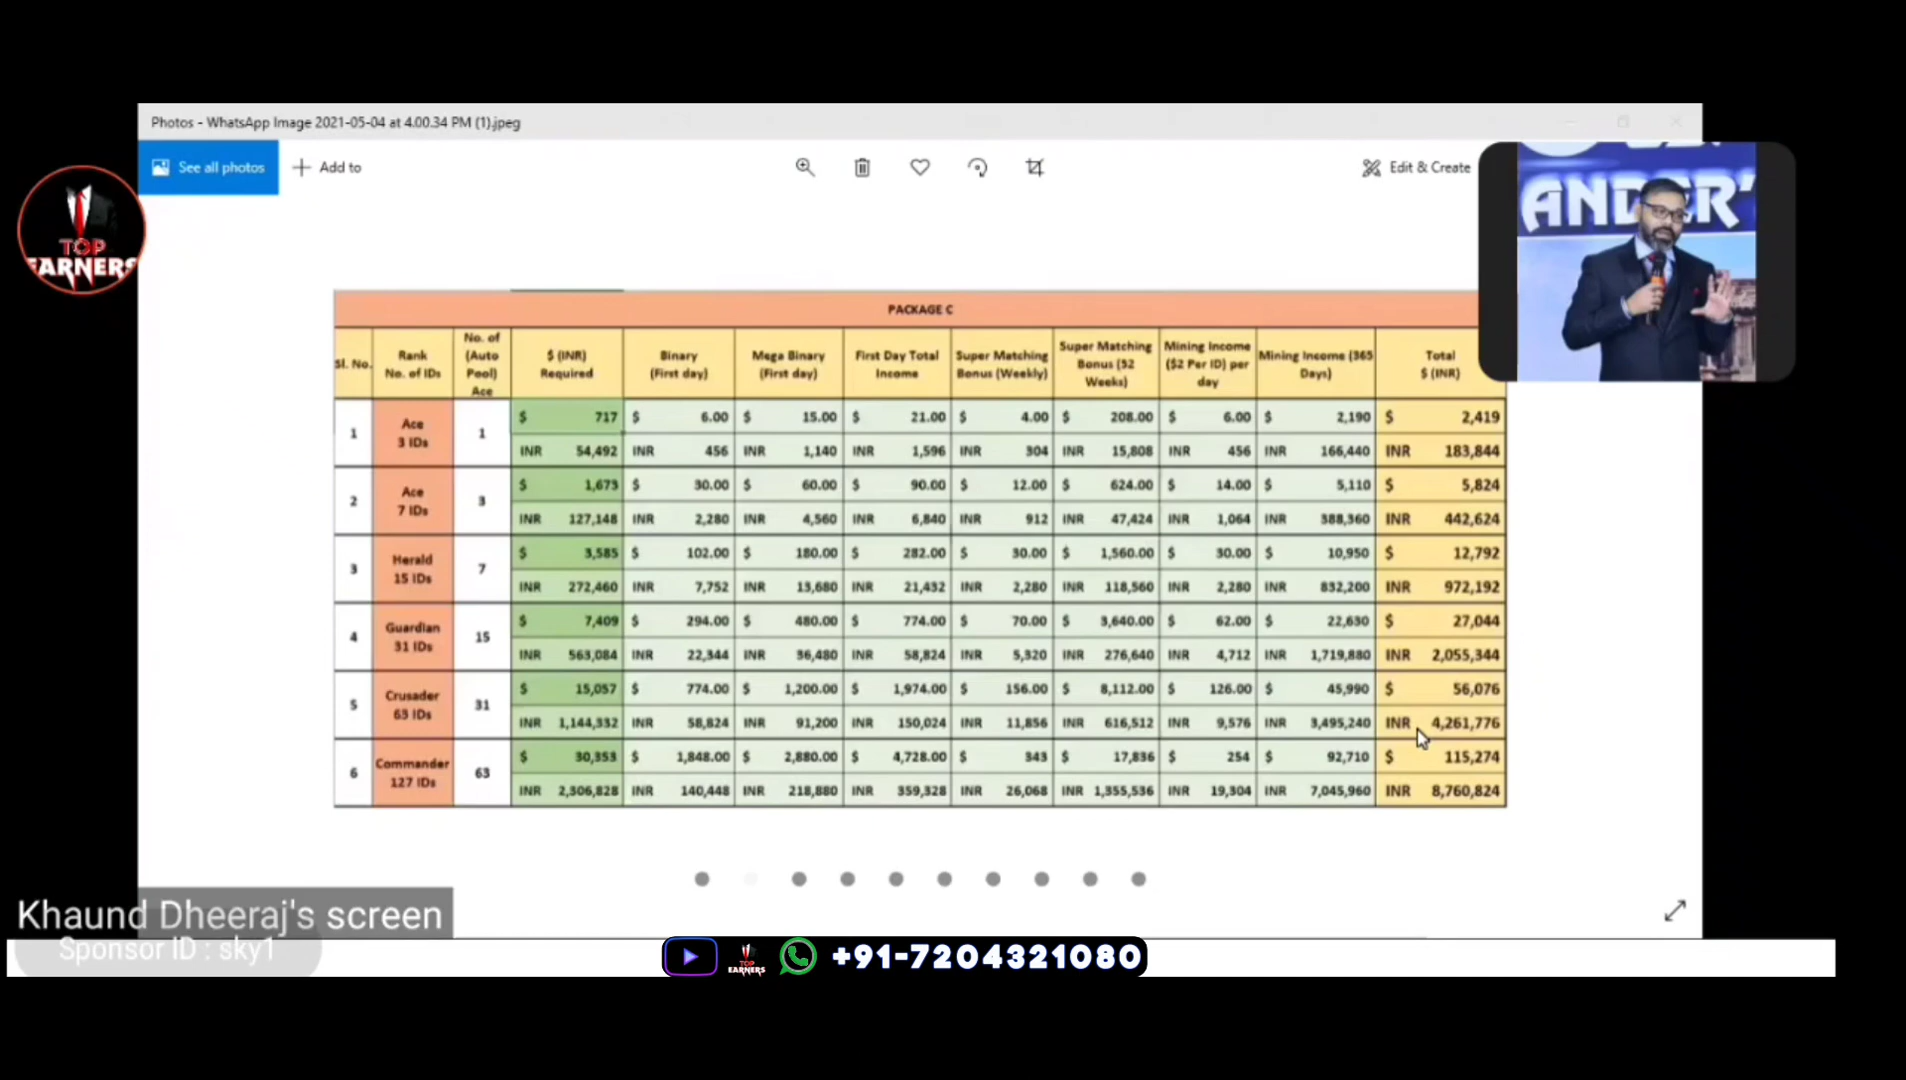 Photos - WhatsApp Image 2021-05-04 at 4.00.34 PM (1).jpeg
See all photos
Add to
Edit & Create
ANDER'
TOP
EARNERS
PACKAGE C
Sl. No. | Rank No. of IDs | No. of (Auto Pool) Ace | $ (INR) Required | Binary (First day) | Mega Binary (First day) | First Day Total Income | Super Matching Bonus (Weekly) | Super Matching Bonus (52 Weeks) | Mining Income ($2 Per ID) per day | Mining Income (365 Days) | Total $ (INR)
1 | Ace 3 IDs | 1 | $ 717 | $ 6.00 | $ 15.00 | $ 21.00 | $ 4.00 | $ 208.00 | $ 6.00 | $ 2,190 | $ 2,419
INR 54,492 | INR 456 | INR 1,140 | INR 1,596 | INR 304 | INR 15,808 | INR 456 | INR 166,440 | INR 183,844
2 | Ace 7 IDs | 3 | $ 1,673 | $ 30.00 | $ 60.00 | $ 90.00 | $ 12.00 | $ 624.00 | $ 14.00 | $ 5,110 | $ 5,824
INR 127,148 | INR 2,280 | INR 4,560 | INR 6,840 | INR 912 | INR 47,424 | INR 1,064 | INR 388,360 | INR 442,624
3 | Herald 15 IDs | 7 | $ 3,585 | $ 102.00 | $ 180.00 | $ 282.00 | $ 30.00 | $ 1,560.00 | $ 30.00 | $ 10,950 | $ 12,792
INR 272,460 | INR 7,752 | INR 13,680 | INR 21,432 | INR 2,280 | INR 118,560 | INR 2,280 | INR 832,200 | INR 972,192
4 | Guardian 31 IDs | 15 | $ 7,409 | $ 294.00 | $ 480.00 | $ 774.00 | $ 70.00 | $ 3,640.00 | $ 62.00 | $ 22,630 | $ 27,044
INR 563,084 | INR 22,344 | INR 36,480 | INR 58,824 | INR 5,320 | INR 276,640 | INR 4,712 | INR 1,719,880 | INR 2,055,344
5 | Crusader 63 IDs | 31 | $ 15,057 | $ 774.00 | $ 1,200.00 | $ 1,974.00 | $ 156.00 | $ 8,112.00 | $ 126.00 | $ 45,990 | $ 56,076
INR 1,144,332 | INR 58,824 | INR 91,200 | INR 150,024 | INR 11,856 | INR 616,512 | INR 9,576 | INR 3,495,240 | INR 4,261,776
6 | Commander 127 IDs | 63 | $ 30,353 | $ 1,848.00 | $ 2,880.00 | $ 4,728.00 | $ 343 | $ 17,836 | $ 254 | $ 92,710 | $ 115,274
INR 2,306,828 | INR 140,448 | INR 218,880 | INR 359,328 | INR 26,068 | INR 1,355,536 | INR 19,304 | INR 7,045,960 | INR 8,760,824
Khaund Dheeraj's screen
Sponsor ID : sky1
TOP
EARNERS
+91-7204321080